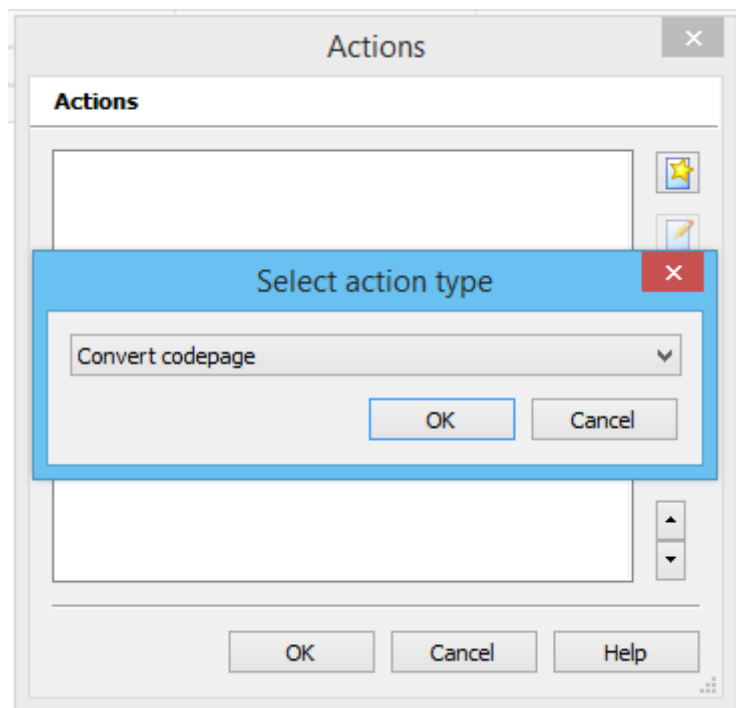 Actions
Actions
Select action type
Convert codepage
OK Cancel
OK Cancel Help